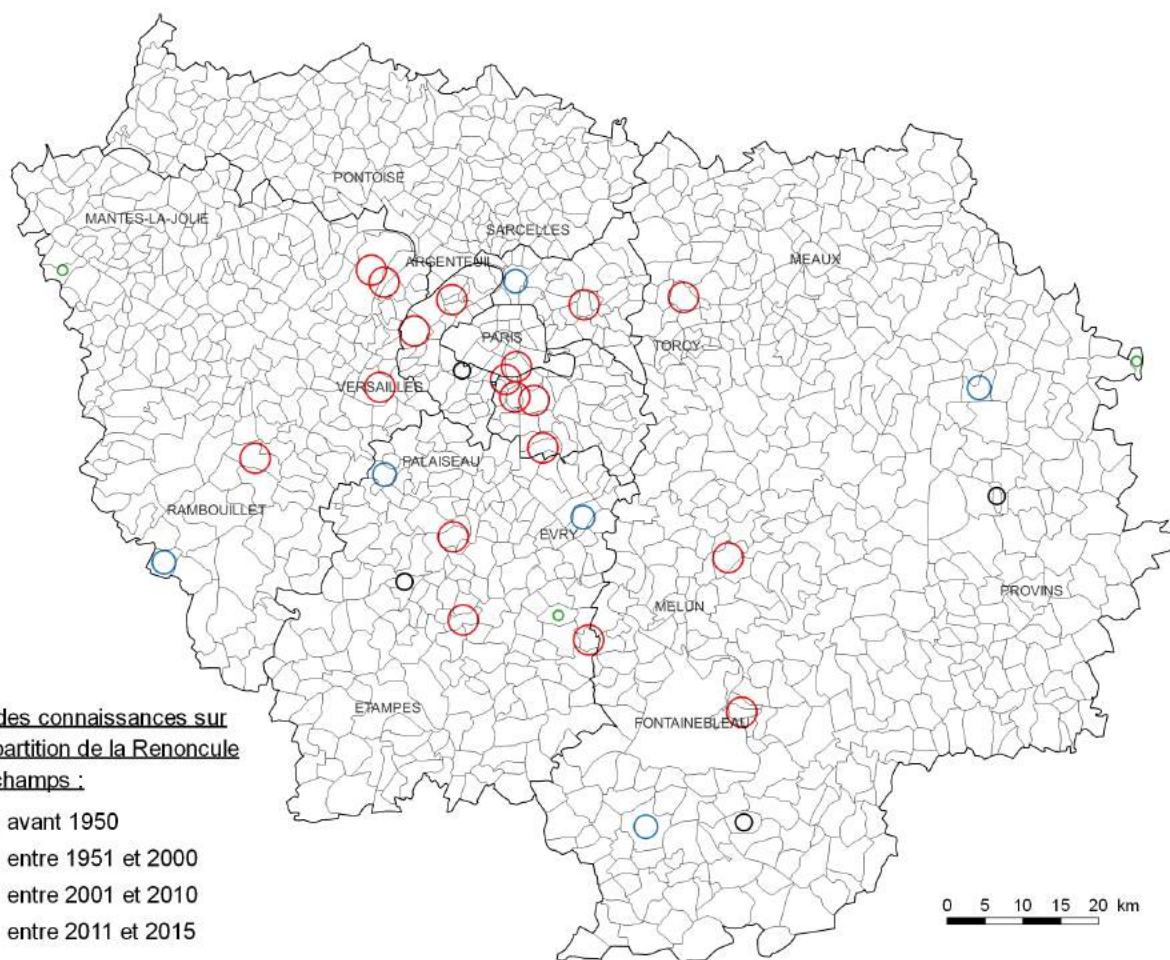 PONTOISE
MANTES-LA-JOLIE
SARCELLES
MEAUX
ARGENTEUIL
PARIS
TORCY
VERSAILLES
PALAISEAU
RAMBOUILLET
EVRY
PROVINS
MELUN
ETAMPES
FONTAINEBLEAU
des connaissances sur
partition de la Renoncule
champs :
avant 1950
entre 1951 et 2000
entre 2001 et 2010
entre 2011 et 2015
0 5 10 15 20 km